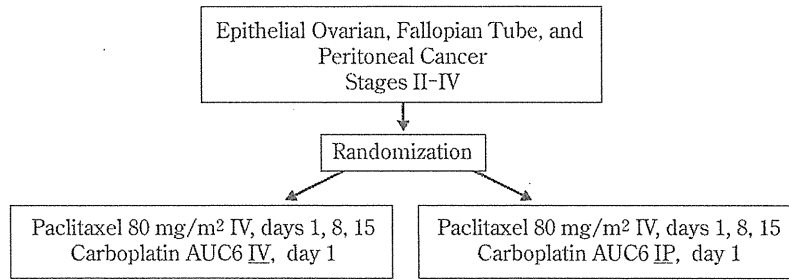 Epithelial Ovarian, Fallopian Tube, and
Peritoneal Cancer
Stages II-IV
Randomization
Paclitaxel 80 mg/m² IV, days 1, 8, 15
Carboplatin AUC6 IV, day 1
Paclitaxel 80 mg/m² IV, days 1, 8, 15
Carboplatin AUC6 IP, day 1